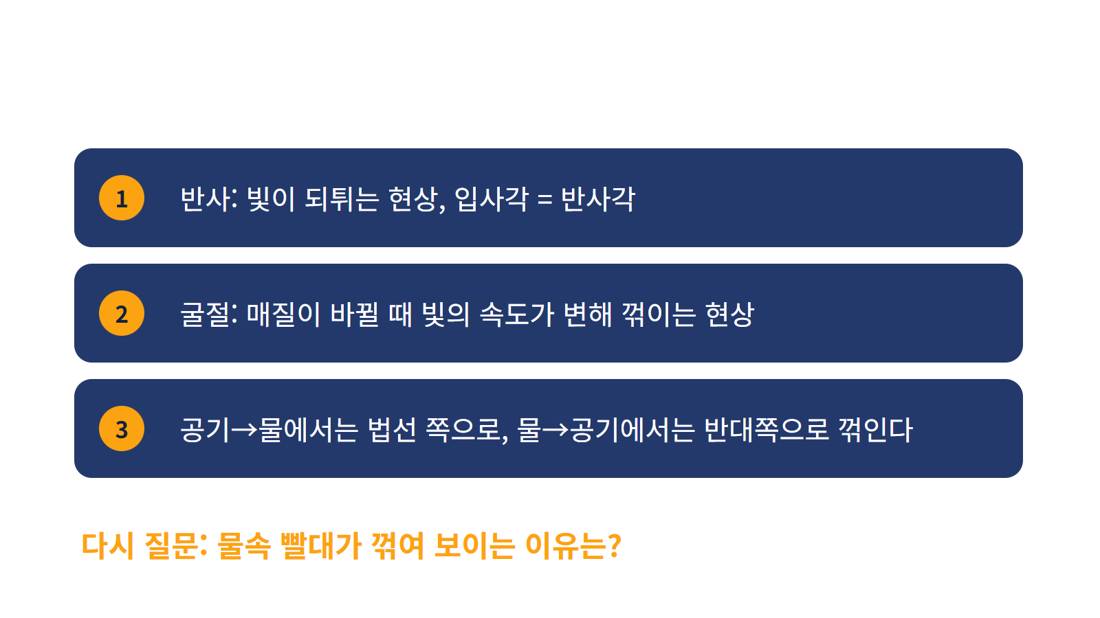 1 반사: 빛이 되튀는 현상, 입사각 = 반사각
2 굴절: 매질이 바뀔 때 빛의 속도가 변해 꺾이는 현상
3 공기→물에서는 법선 쪽으로, 물→공기에서는 반대쪽으로 꺾인다
다시 질문: 물속 빨대가 꺾여 보이는 이유는?